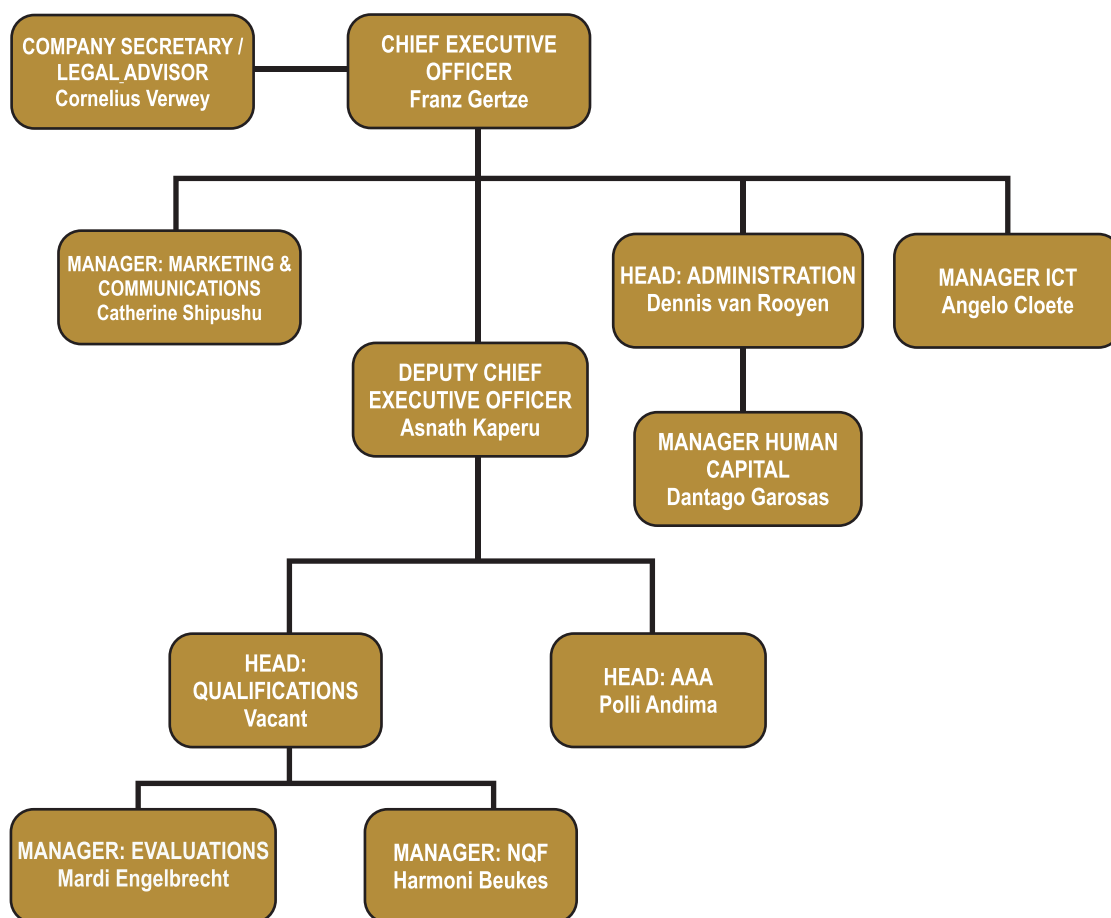 COMPANY SECRETARY /
LEGAL ADVISOR
Cornelius Verwey
CHIEF EXECUTIVE
OFFICER
Franz Gertze
MANAGER: MARKETING &
COMMUNICATIONS
Catherine Shipushu
HEAD: ADMINISTRATION
Dennis van Rooyen
MANAGER ICT
Angelo Cloete
DEPUTY CHIEF
EXECUTIVE OFFICER
Asnath Kaperu
MANAGER HUMAN
CAPITAL
Dantago Garosas
HEAD:
QUALIFICATIONS
Vacant
HEAD: AAA
Polli Andima
MANAGER: EVALUATIONS
Mardi Engelbrecht
MANAGER: NQF
Harmoni Beukes